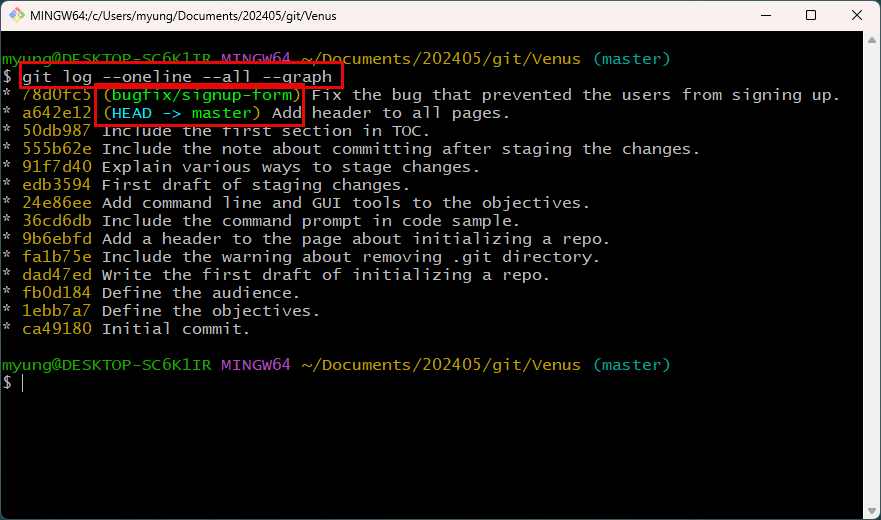 MINGW64:/c/Users/myung/Documents/202405/git/Venus
myung@DESKTOP-SC6K1IR MINGW64 ~/Documents/202405/git/Venus (master)
$ git log --oneline --all --graph
* 78d0fc5 (bugfix/signup-form) Fix the bug that prevented the users from signing up.
* a642e12 (HEAD -> master) Add header to all pages.
* 50db987 Include the first section in TOC.
* 555b62e Include the note about committing after staging the changes.
* 91f7d40 Explain various ways to stage changes.
* edb3594 First draft of staging changes.
* 24e86ee Add command line and GUI tools to the objectives.
* 36cd6db Include the command prompt in code sample.
* 9b6ebfd Add a header to the page about initializing a repo.
* fa1b75e Include the warning about removing .git directory.
* dad47ed Write the first draft of initializing a repo.
* fb0d184 Define the audience.
* 1ebb7a7 Define the objectives.
* ca49180 Initial commit.
myung@DESKTOP-SC6K1IR MINGW64 ~/Documents/202405/git/Venus (master)
$